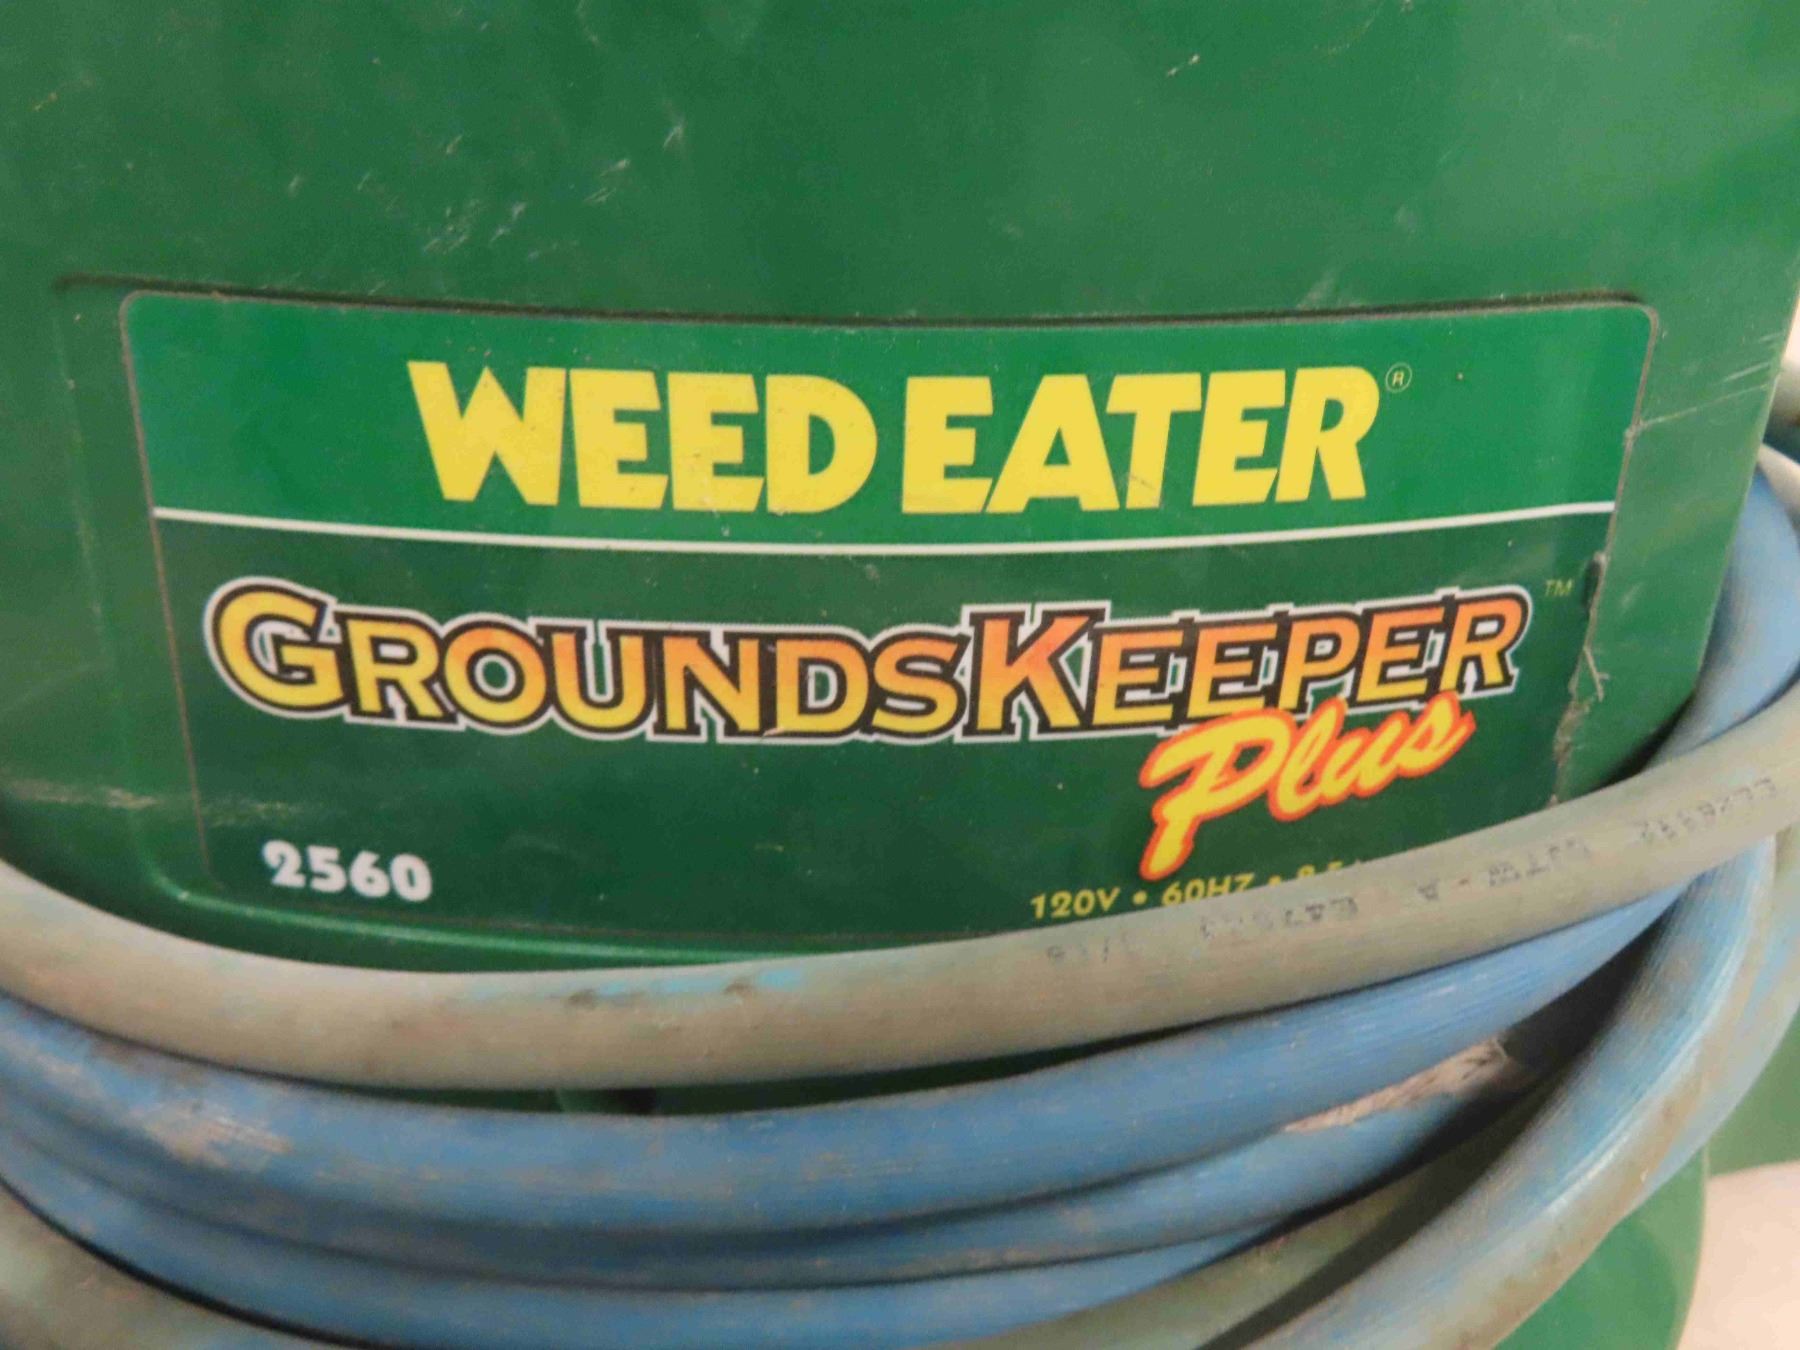 WEED EATER®
GROUNDSKEEPER™
Plus
2560
120V • 60HZ •